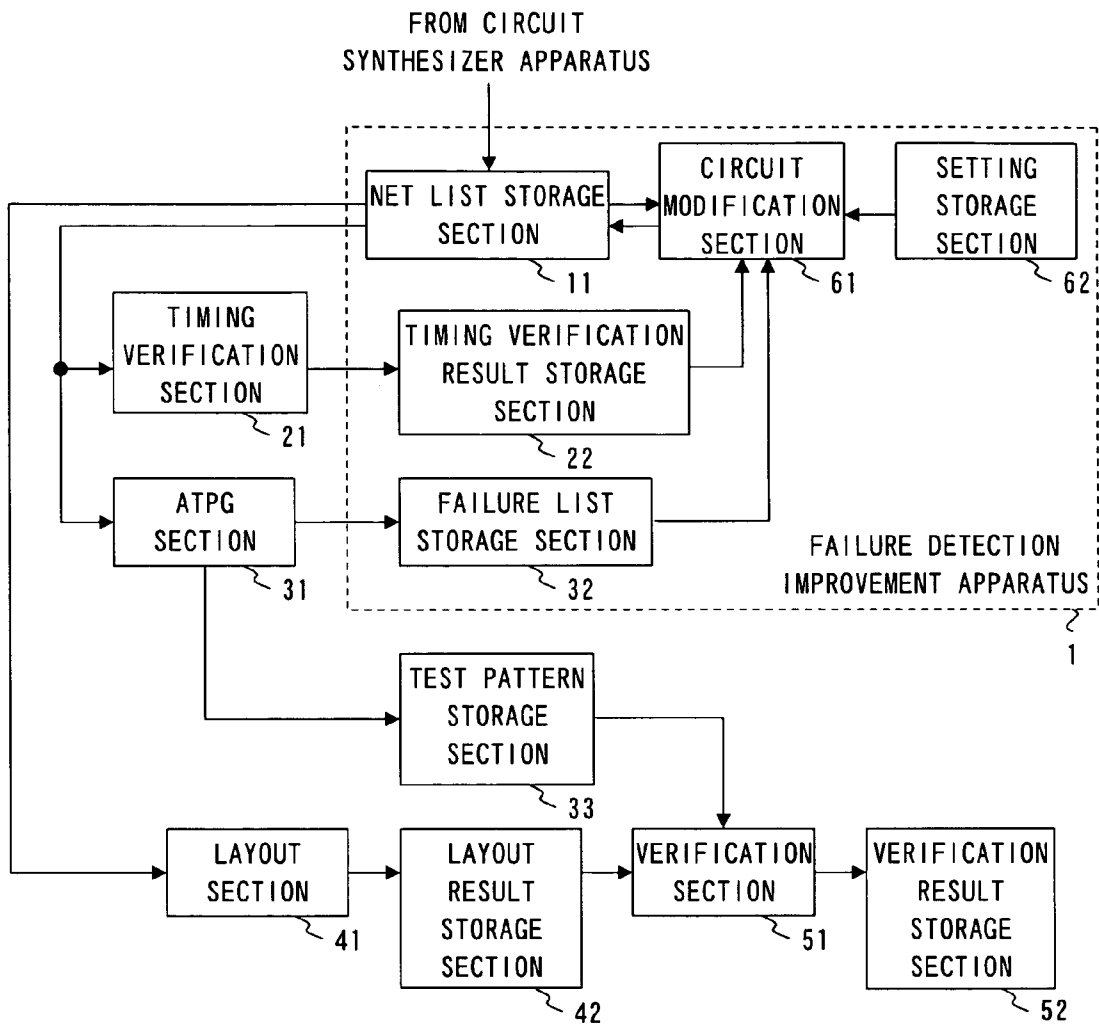 FROM CIRCUIT
SYNTHESIZER APPARATUS
NET LIST STORAGE
SECTION
11
CIRCUIT
MODIFICATION
SECTION
61
SETTING
STORAGE
SECTION
62
TIMING
VERIFICATION
SECTION
21
TIMING VERIFICATION
RESULT STORAGE
SECTION
22
ATPG
SECTION
31
FAILURE LIST
STORAGE SECTION
32
FAILURE DETECTION
IMPROVEMENT APPARATUS
1
TEST PATTERN
STORAGE
SECTION
33
LAYOUT
SECTION
41
LAYOUT
RESULT
STORAGE
SECTION
42
VERIFICATION
SECTION
51
VERIFICATION
RESULT
STORAGE
SECTION
52